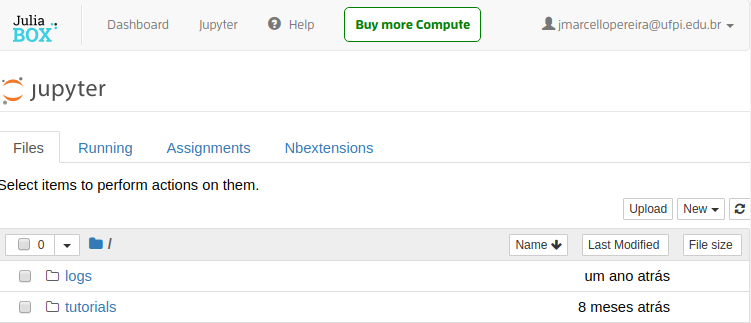 Julia
BOX
Dashboard Jupyter Help Buy more Compute jmarcellopereira@ufpi.edu.br
jupyter
Files Running Assignments Nbextensions
Select items to perform actions on them.
Upload New
0 / Name Last Modified File size
logs um ano atrás
tutorials 8 meses atrás